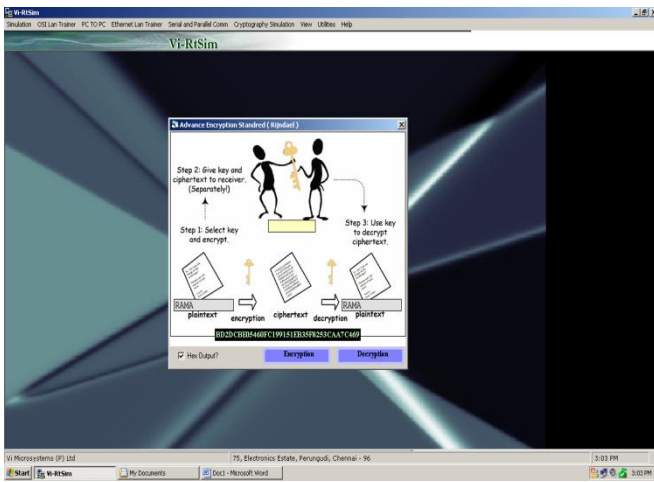 Vi-RtSim
Simulation OSI Lan Trainer PC TO PC Ethernet Lan Trainer Serial and Parallel Comm Cryptography Simulation View Utilities Help
Vi-RtSim
Advance Encryption Standred ( Rijndael )
Step 2: Give key and
ciphertext to receiver.
(Separately!)
Step 1: Select key
and encrypt.
Step 3: Use key
to decrypt
ciphertext.
RAMA
RAMA
plaintext encryption ciphertext decryption plaintext
Hex Output?
Encryption
Decryption
Vi Microsystems (P) Ltd
75, Electronics Estate, Perungudi, Chennai - 96
3:03 PM
Start
Vi-RtSim
My Documents
Doc1 - Microsoft Word
3:03 PM